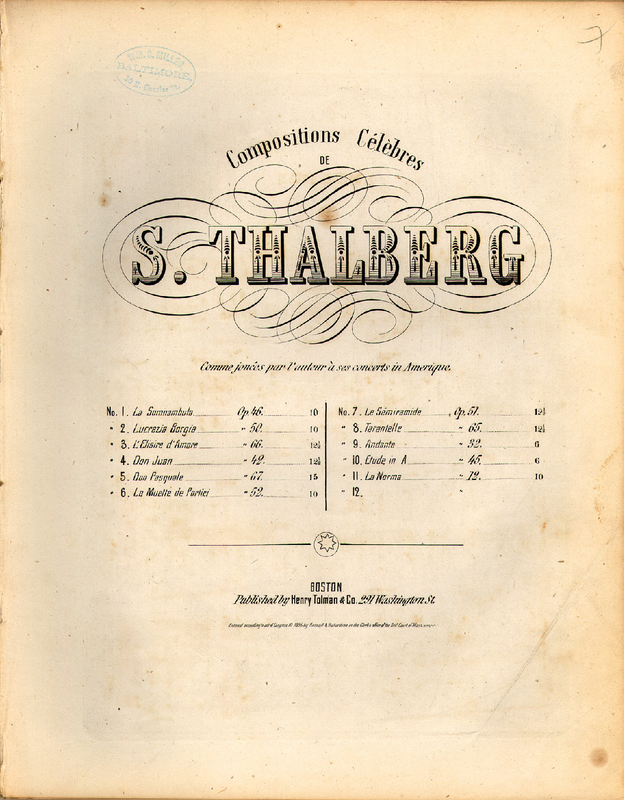 BALTIMORE.
Compositions Célèbres
DE
S. THALBERG
Comme jouées par l'auteur à ses concerts in Amerique.
No. 1. La Somnambula Op. 46. 10
" 2. Lucrezia Borgia " 50. 10
" 3. L'Elisire d'Amore " 66. 12½
" 4. Don Juan " 42. 12½
" 5. Don Pasquale " 67. 15
" 6. La Muette de Portici " 52. 10
No. 7. Le Sémiramide Op. 51. 12½
" 8. Tarantelle " 65. 12½
" 9. Andante " 32. 6
" 10. Etude in A " 45. 6
" 11. La Norma " 12. 10
" 12. "
BOSTON
Published by Henry Tolman & Co. 291 Washington St.